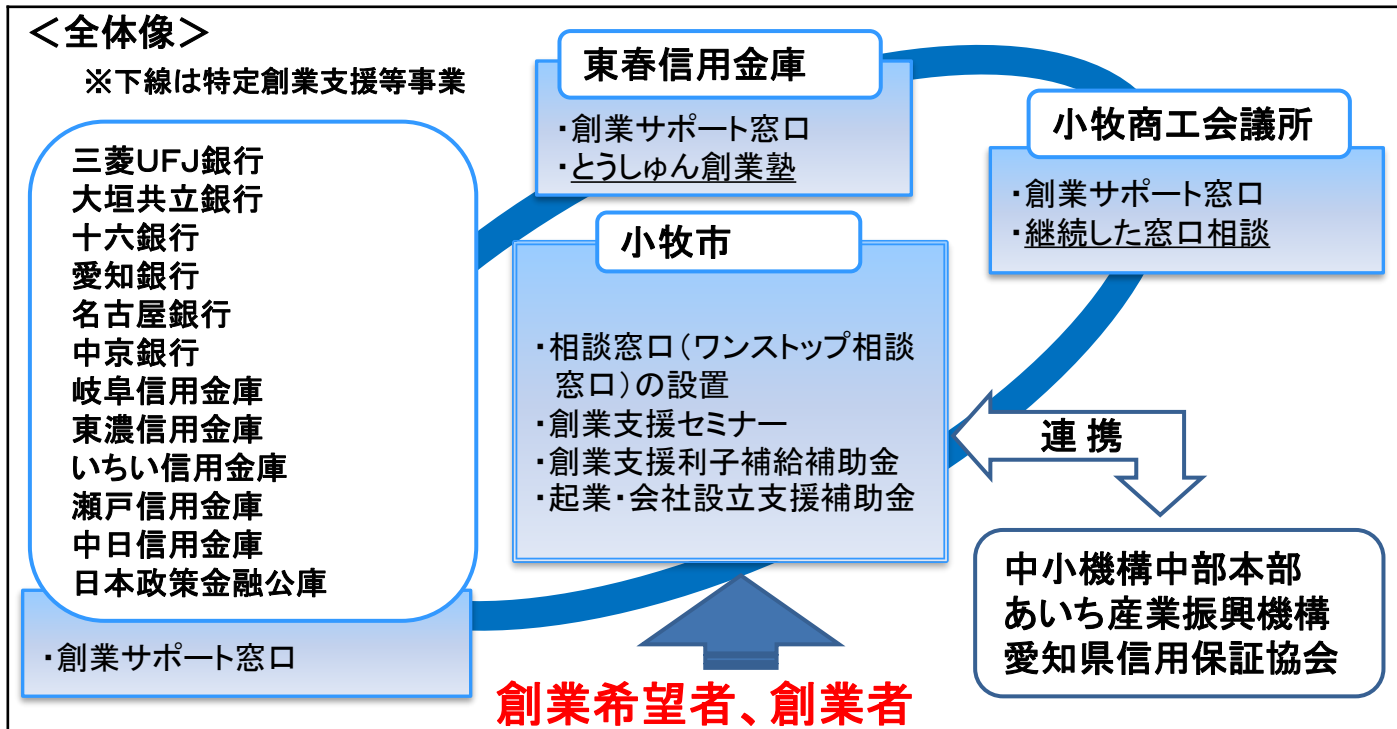 ＜全体像＞
※下線は特定創業支援等事業
三菱ＵＦＪ銀行
大垣共立銀行
十六銀行
愛知銀行
名古屋銀行
中京銀行
岐阜信用金庫
東濃信用金庫
いちい信用金庫
瀬戸信用金庫
中日信用金庫
日本政策金融公庫
・創業サポート窓口
東春信用金庫
・創業サポート窓口
・とうしゅん創業塾
小牧商工会議所
・創業サポート窓口
・継続した窓口相談
小牧市
・相談窓口（ワンストップ相談
窓口）の設置
・創業支援セミナー
・創業支援利子補給補助金
・起業・会社設立支援補助金
連 携
中小機構中部本部
あいち産業振興機構
愛知県信用保証協会
創業希望者、創業者